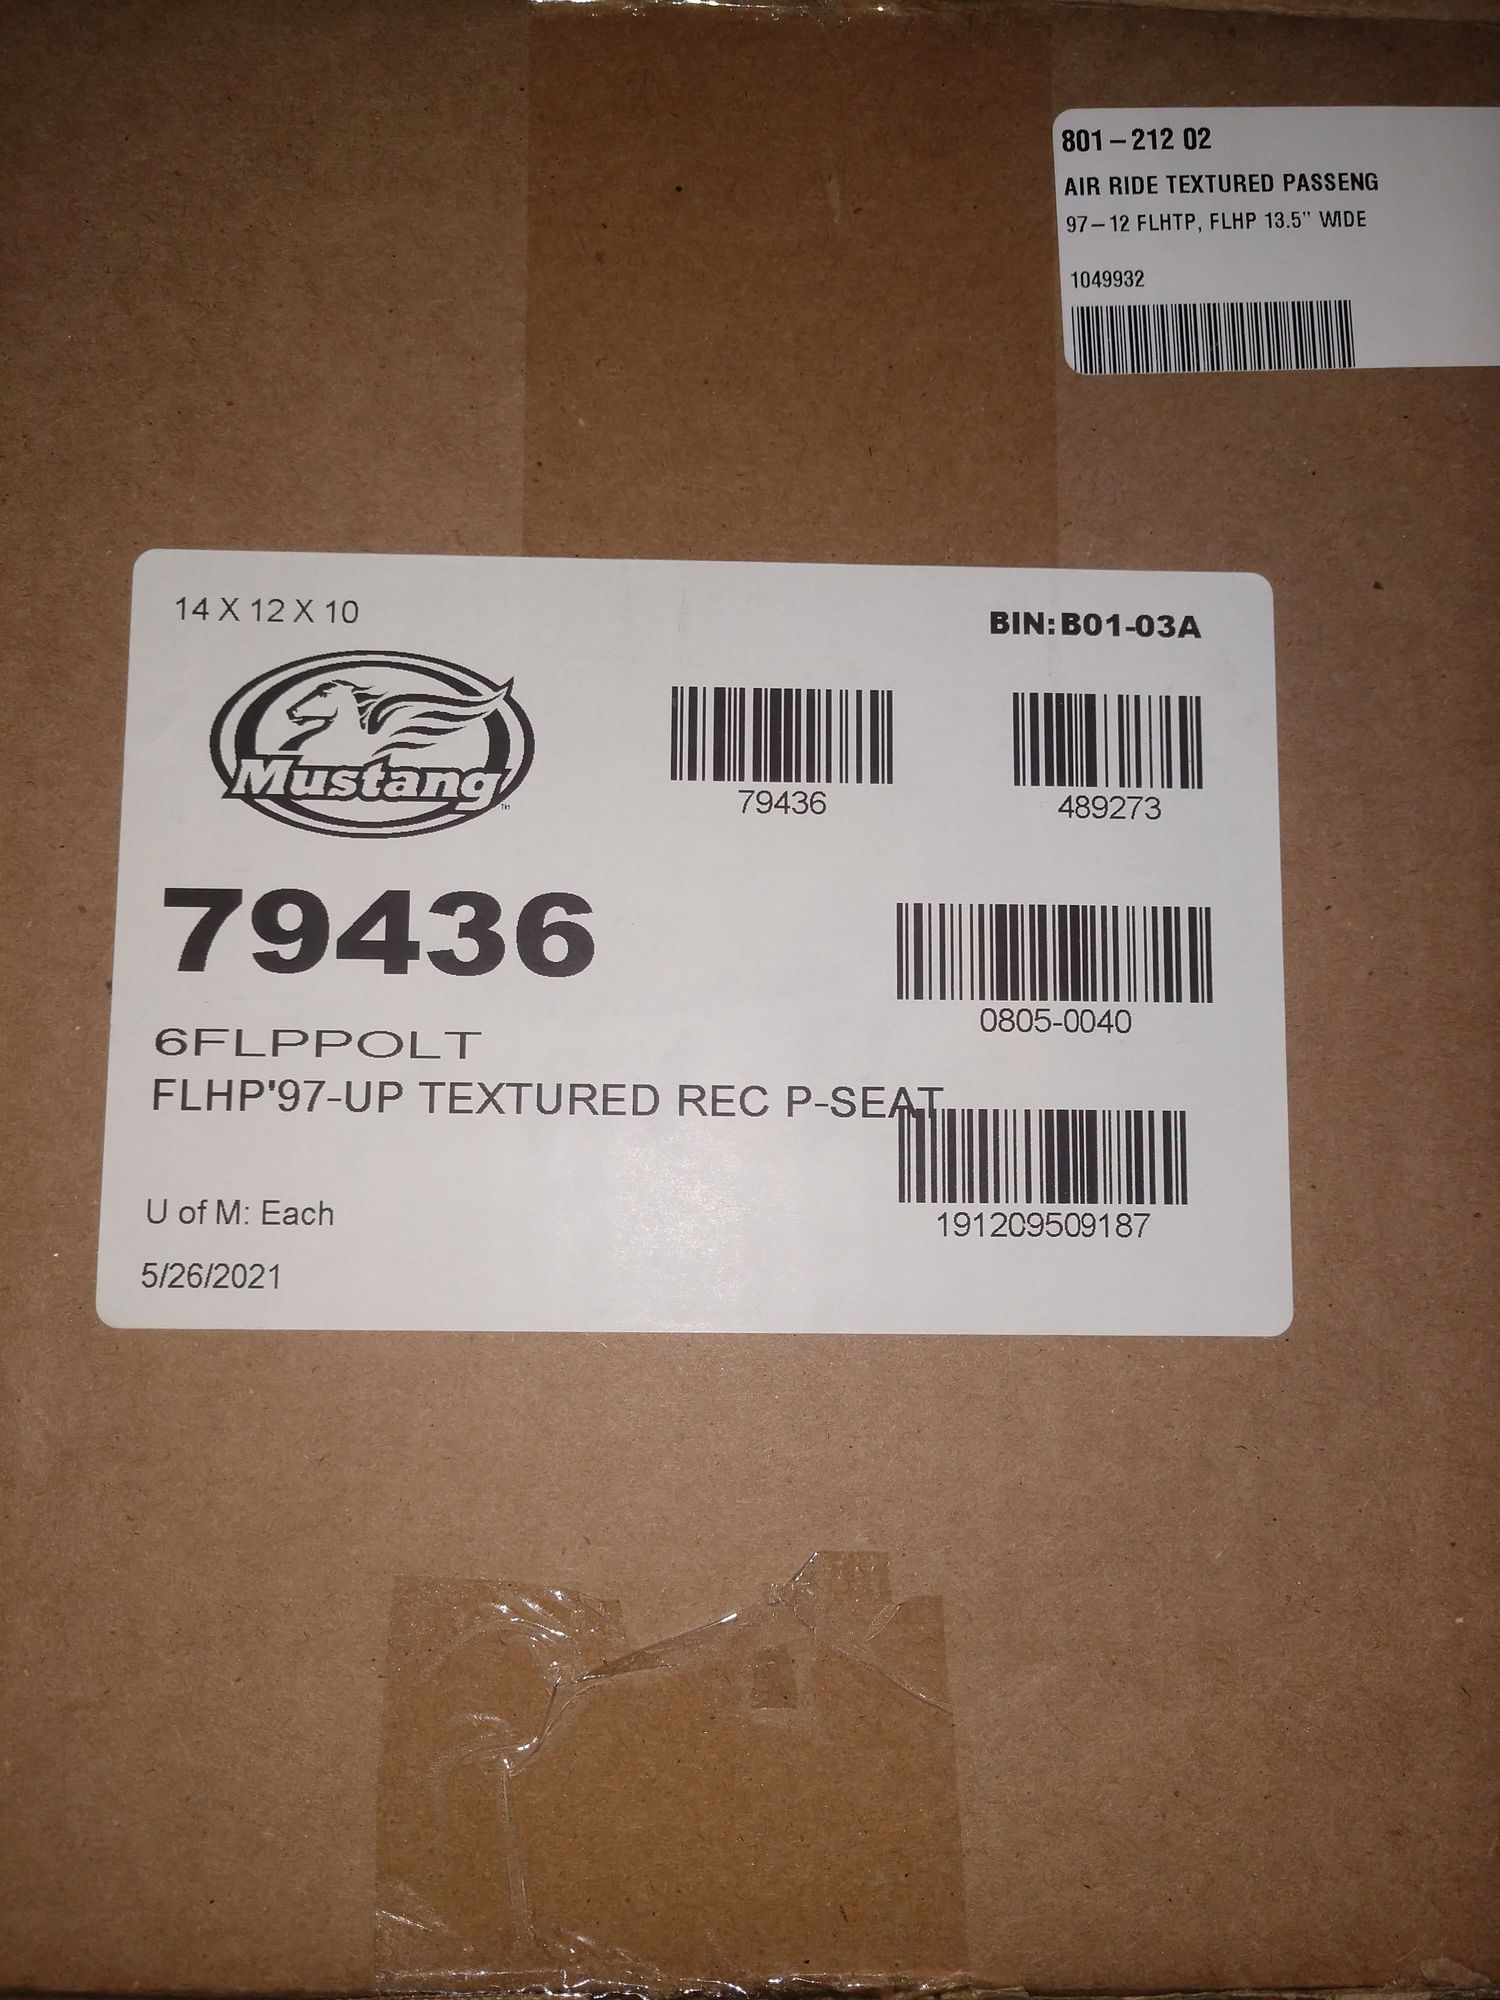 801-212 02
AIR RIDE TEXTURED PASSENG
97-12 FLHTP, FLHP 13.5" WIDE
1049932
14 X 12 X 10
BIN: B01-03A
Mustang™
79436
489273
79436
0805-0040
6FLPPOLT
FLHP'97-UP TEXTURED REC P-SEAT
191209509187
U of M: Each
5/26/2021